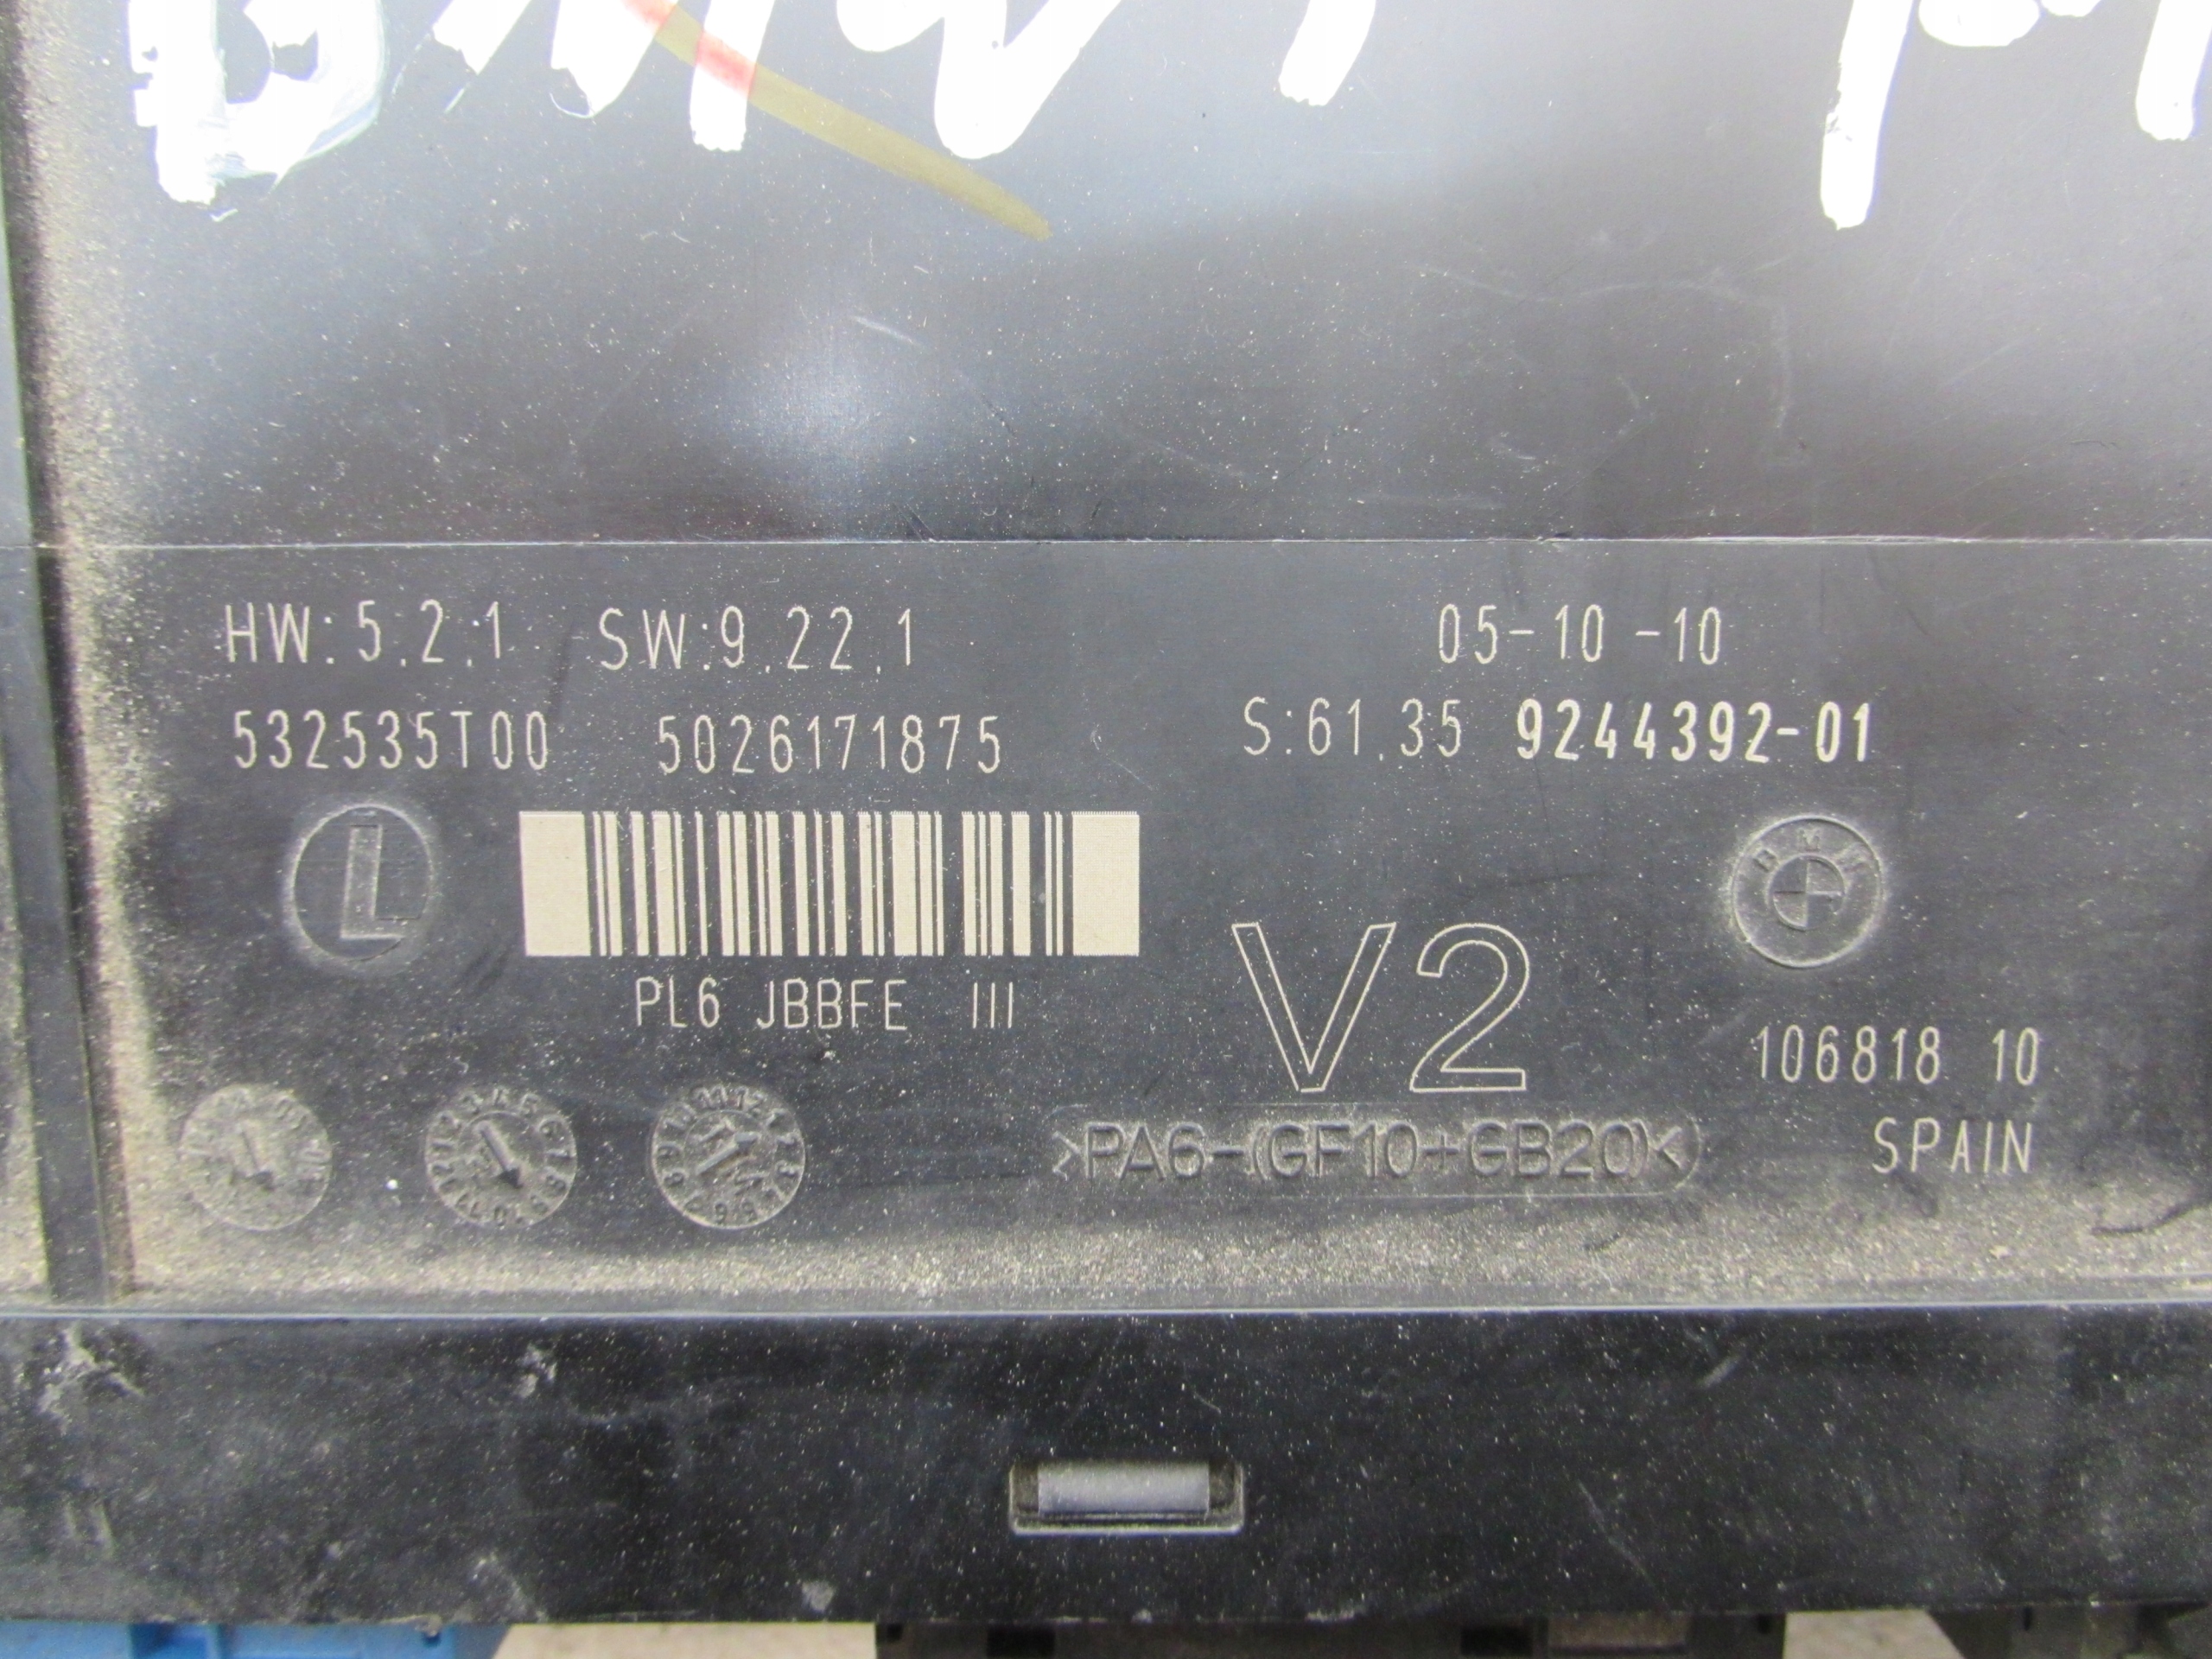 HW:5.2.1 SW:9.22.1 05-10-10
532535T00 5026171875 S:61.35 9244392-01
L
BMW
PL6 JBBFE III
V2
106818 10
>PA6-(GF10+GB20)<
SPAIN